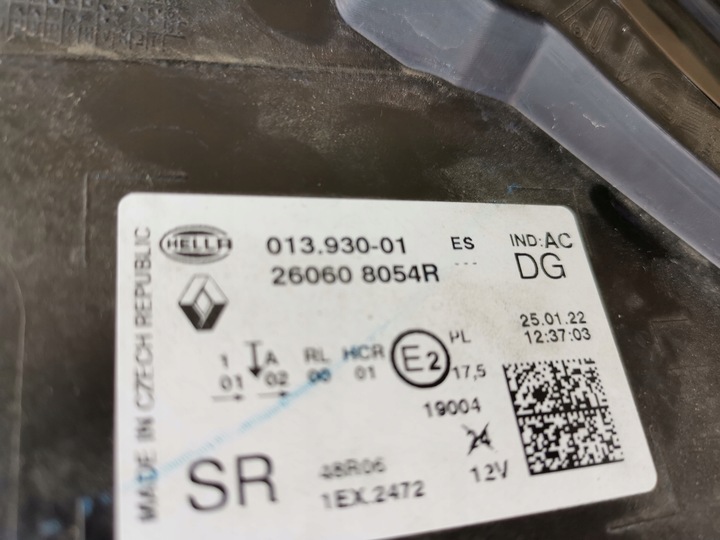 MADE IN CZECH REPUBLIC
HELLA 013.930-01 ES IND:AC
26060 8054R --- DG
25.01.22
12:37:03
1 A RL HCR E2 PL
01 02 00 01 17,5
19004
24
SR 48R06 12V
1EX.2472